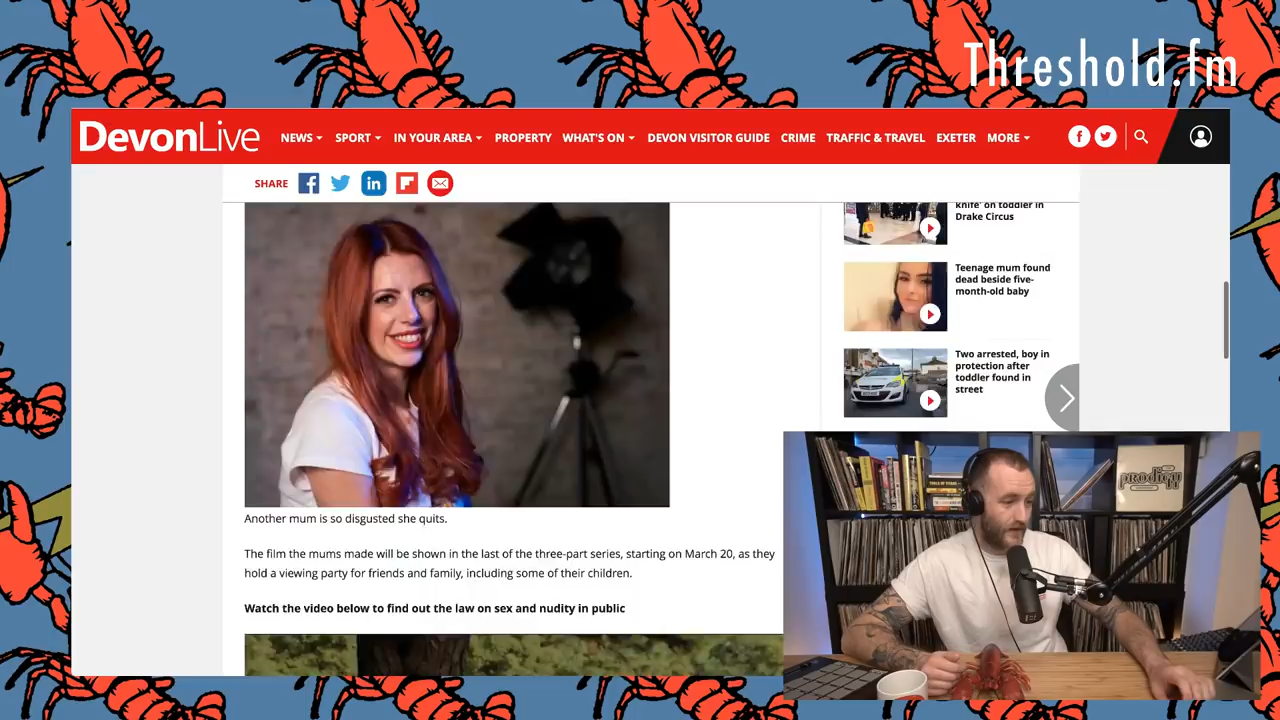 Threshold.fm
DevonLive
NEWS
SPORT
IN YOUR AREA
PROPERTY
WHAT'S ON
DEVON VISITOR GUIDE
CRIME
TRAFFIC & TRAVEL
EXETER
MORE
SHARE
knife' on toddler in
Drake Circus
Teenage mum found
dead beside five-
month-old baby
Two arrested, boy in
protection after
toddler found in
street
Another mum is so disgusted she quits.
The film the mums made will be shown in the last of the three-part series, starting on March 20, as they
hold a viewing party for friends and family, including some of their children.
Watch the video below to find out the law on sex and nudity in public
prodigy